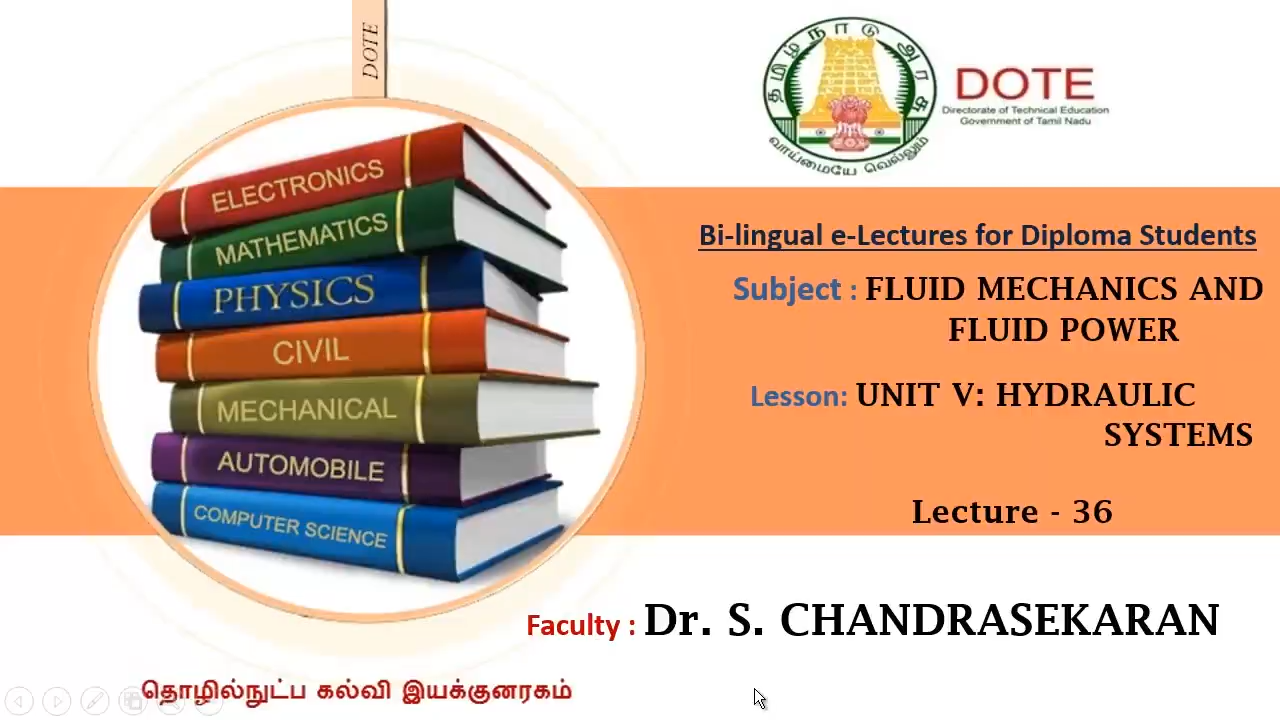 DOTE
தமிழ்நாடு அரசு
வாய்மையே வெல்லும்
DOTE
Directorate of Technical Education
Government of Tamil Nadu
ELECTRONICS
MATHEMATICS
PHYSICS
CIVIL
MECHANICAL
AUTOMOBILE
COMPUTER SCIENCE
Bi-lingual e-Lectures for Diploma Students
Subject : FLUID MECHANICS AND
FLUID POWER
Lesson: UNIT V: HYDRAULIC
SYSTEMS
Lecture - 36
Faculty : Dr. S. CHANDRASEKARAN
தொழில்நுட்ப கல்வி இயக்குனரகம்